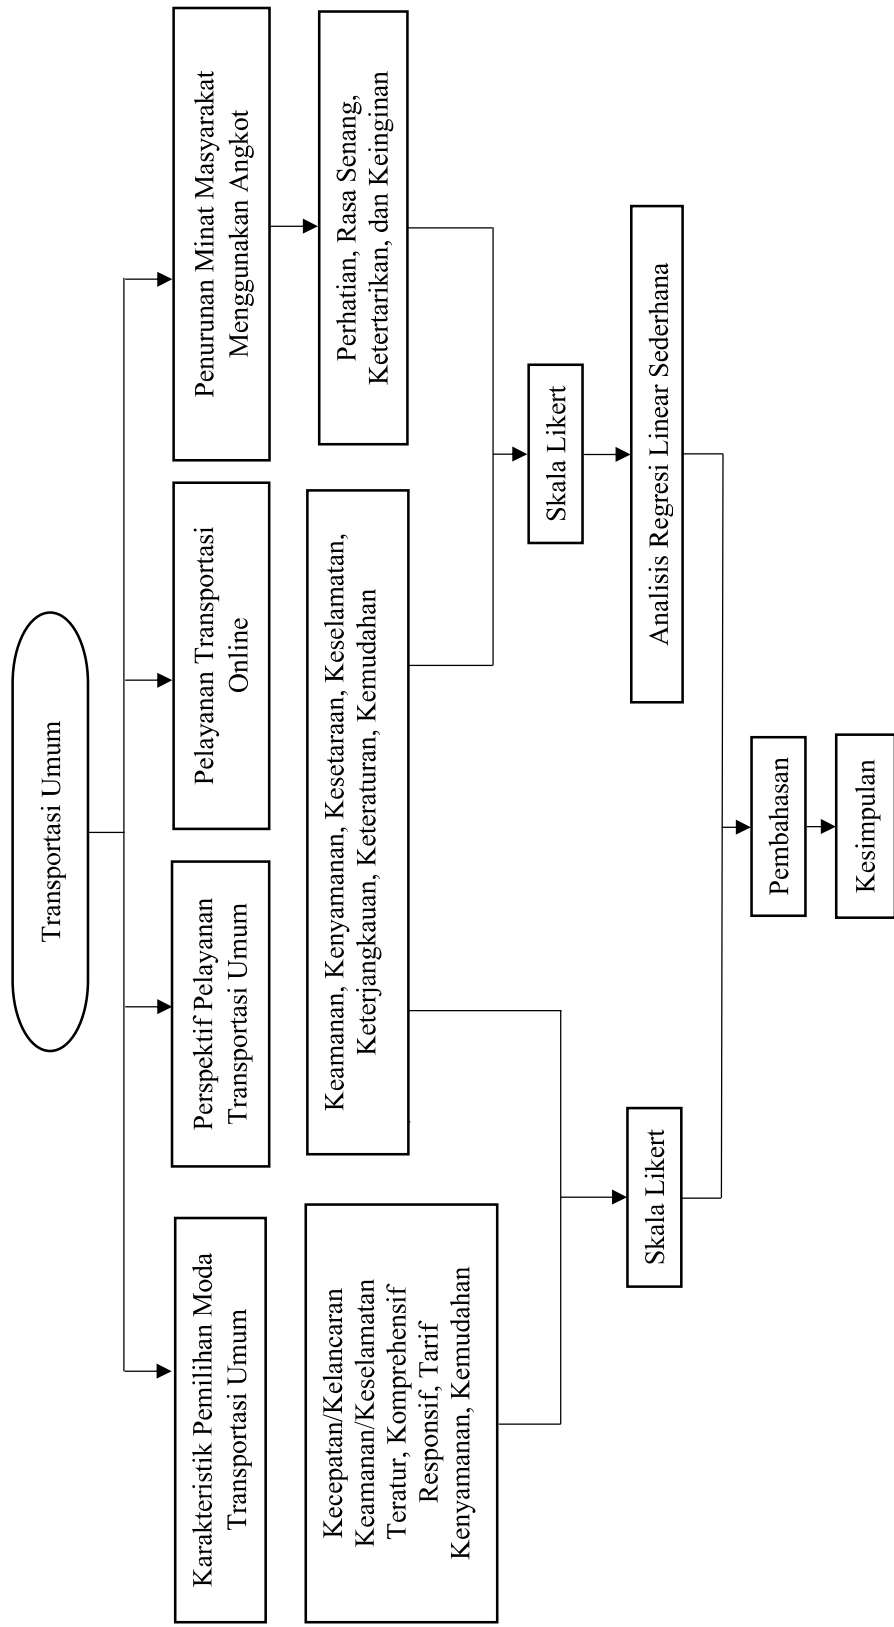 Transportasi Umum
Karakteristik Pemilihan Moda
Transportasi Umum
Perspektif Pelayanan
Transportasi Umum
Pelayanan Transportasi
Online
Penurunan Minat Masyarakat
Menggunakan Angkot
Kecepatan/Kelancaran
Keamanan/Keselamatan
Teratur, Komprehensif
Responsif, Tarif
Kenyamanan, Kemudahan
Keamanan, Kenyamanan, Kesetaraan, Keselamatan,
Keterjangkauan, Keteraturan, Kemudahan
Perhatian, Rasa Senang,
Ketertarikan, dan Keinginan
Skala Likert
Skala Likert
Analisis Regresi Linear Sederhana
Pembahasan
Kesimpulan